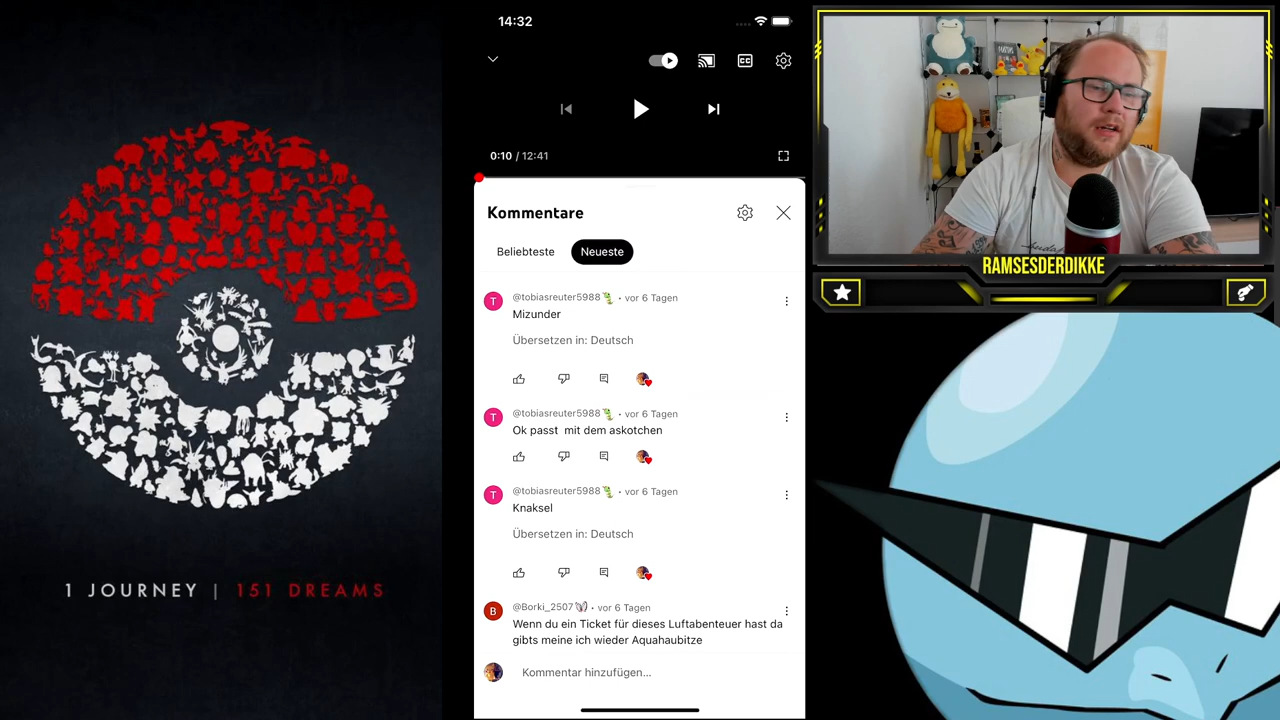 14:32
CC
0:10 / 12:41
Kommentare
Beliebteste
Neueste
T
@tobiasreuter5988 • vor 6 Tagen
Mizunder
Übersetzen in: Deutsch
T
@tobiasreuter5988 • vor 6 Tagen
Ok passt mit dem askotchen
T
@tobiasreuter5988 • vor 6 Tagen
Knaksel
Übersetzen in: Deutsch
B
@Borki_2507 • vor 6 Tagen
Wenn du ein Ticket für dieses Luftabenteuer hast da
gibts meine ich wieder Aquahaubitze
Kommentar hinzufügen...
1 JOURNEY | 151 DREAMS
RAMSESDERDIKKE